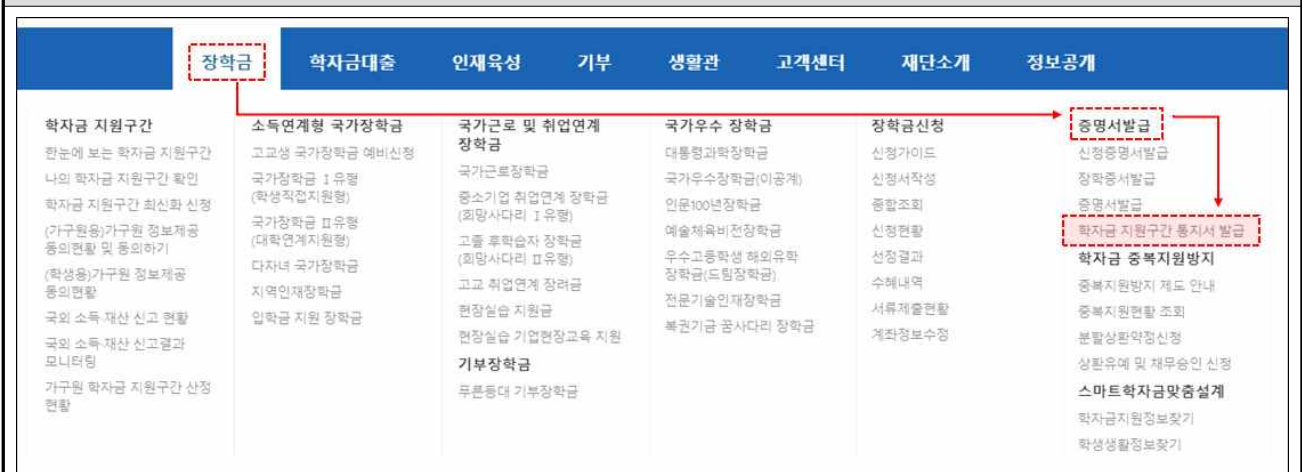 장학금 학자금대출 인재육성 기부 생활관 고객센터 재단소개 정보공개
학자금 지원구간
한눈에 보는 학자금 지원구간
나의 학자금 지원구간 확인
학자금 지원구간 최신화 신청
(가구원용)가구원 정보제공
동의현황 및 동의하기
(학생용)가구원 정보제공
동의현황
국외 소득·재산 신고 현황
국외 소득·재산 신고결과
모니터링
가구원 학자금 지원구간 산정
현황
소득연계형 국가장학금
고교생 국가장학금 예비신청
국가장학금 I유형
(학생직접지원형)
국가장학금 II유형
(대학연계지원형)
다자녀 국가장학금
지역인재장학금
입학금 지원 장학금
국가근로 및 취업연계
장학금
국가근로장학금
중소기업 취업연계 장학금
(희망사다리 I유형)
고졸 후학습자 장학금
(희망사다리 II유형)
고교 취업연계 장려금
현장실습 지원금
현장실습 기업현장교육 지원
기부장학금
푸른등대 기부장학금
국가우수 장학금
대통령과학장학금
국가우수장학금(이공계)
인문100년장학금
예술체육비전장학금
우수고등학생 해외유학
장학금(드림장학금)
전문기술인재장학금
복권기금 꿈사다리 장학금
장학금신청
신청가이드
신청서작성
종합조회
신청현황
선정결과
수혜내역
서류제출현황
계좌정보수정
증명서발급
신청증명서발급
장학증서발급
증명서발급
학자금 지원구간 통지서 발급
학자금 중복지원방지
중복지원방지 제도 안내
중복지원현황 조회
분할상환약정신청
상환유예 및 채무승인 신청
스마트학자금맞춤설계
학자금지원정보찾기
학생생활정보찾기